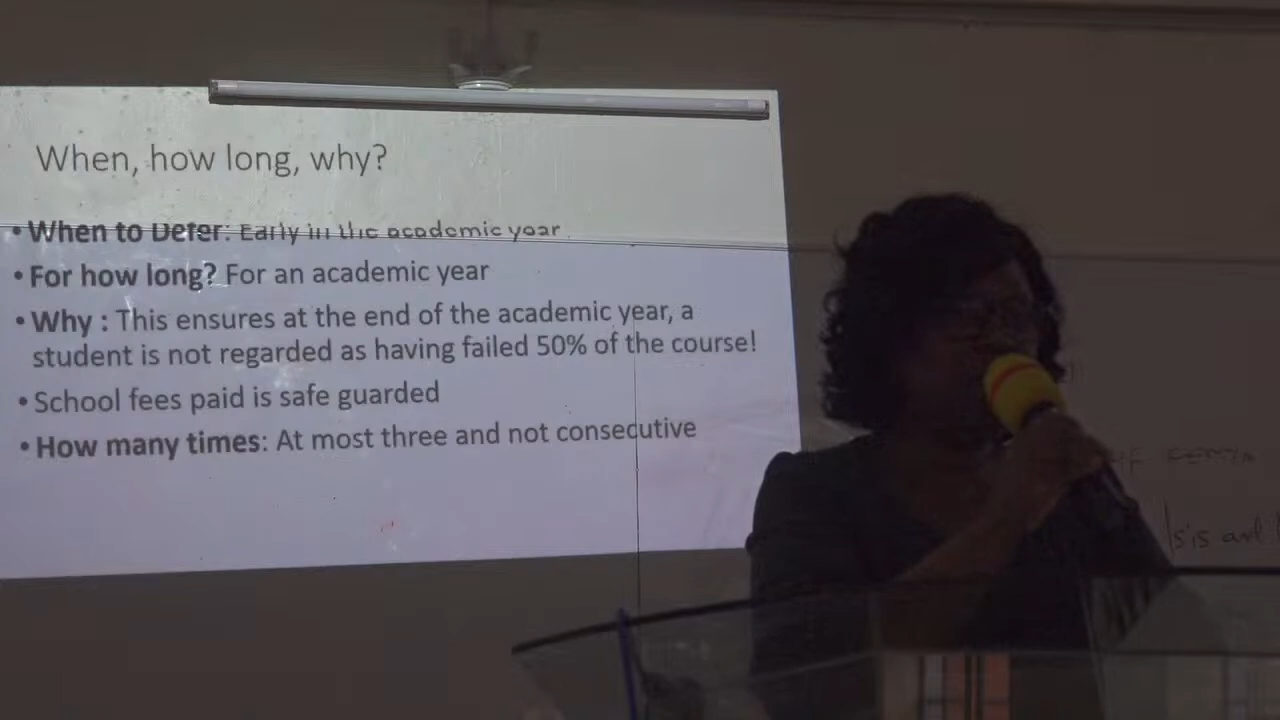 When, how long, why?
• When to Defer: Early in the academic year
• For how long? For an academic year
• Why : This ensures at the end of the academic year, a
student is not regarded as having failed 50% of the course!
• School fees paid is safe guarded
• How many times: At most three and not consecutive